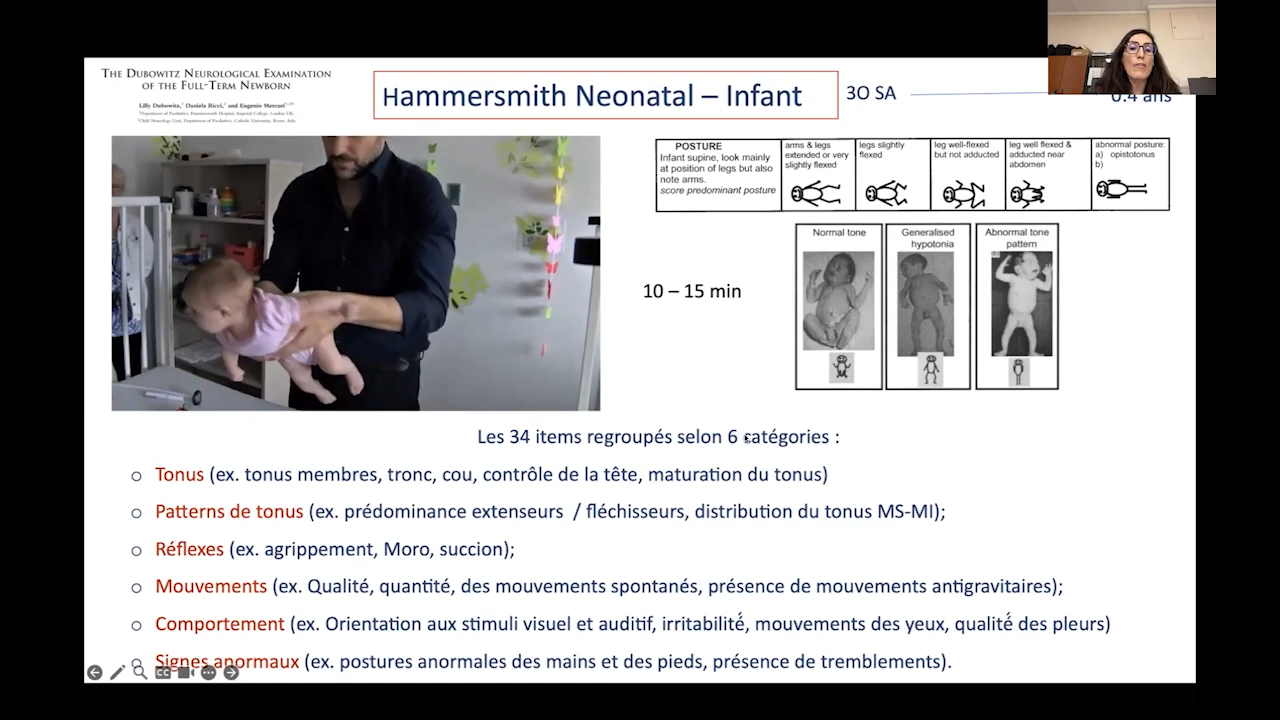 THE DUBOWITZ NEUROLOGICAL EXAMINATION
OF THE FULL-TERM NEWBORN
Lilly Dubowitz, Daniela Ricci, and Eugenio Mercuri
Hammersmith Neonatal – Infant
3O SA
0.4 ans
POSTURE
Infant supine, look mainly
at position of legs but also
note arms.
score predominant posture
arms & legs
extended or very
slightly flexed
legs slightly
flexed
leg well-flexed
but not adducted
leg well flexed &
adducted near
abdomen
abnormal posture:
a) opistotonus
b)
Normal tone
Generalised
hypotonia
Abnormal tone
pattern
10 – 15 min
Les 34 items regroupés selon 6 catégories :
o Tonus (ex. tonus membres, tronc, cou, contrôle de la tête, maturation du tonus)
o Patterns de tonus (ex. prédominance extenseurs / fléchisseurs, distribution du tonus MS-MI);
o Réflexes (ex. agrippement, Moro, succion);
o Mouvements (ex. Qualité, quantité, des mouvements spontanés, présence de mouvements antigravitaires);
o Comportement (ex. Orientation aux stimuli visuel et auditif, irritabilité, mouvements des yeux, qualité des pleurs)
o Signes anormaux (ex. postures anormales des mains et des pieds, présence de tremblements).
CC